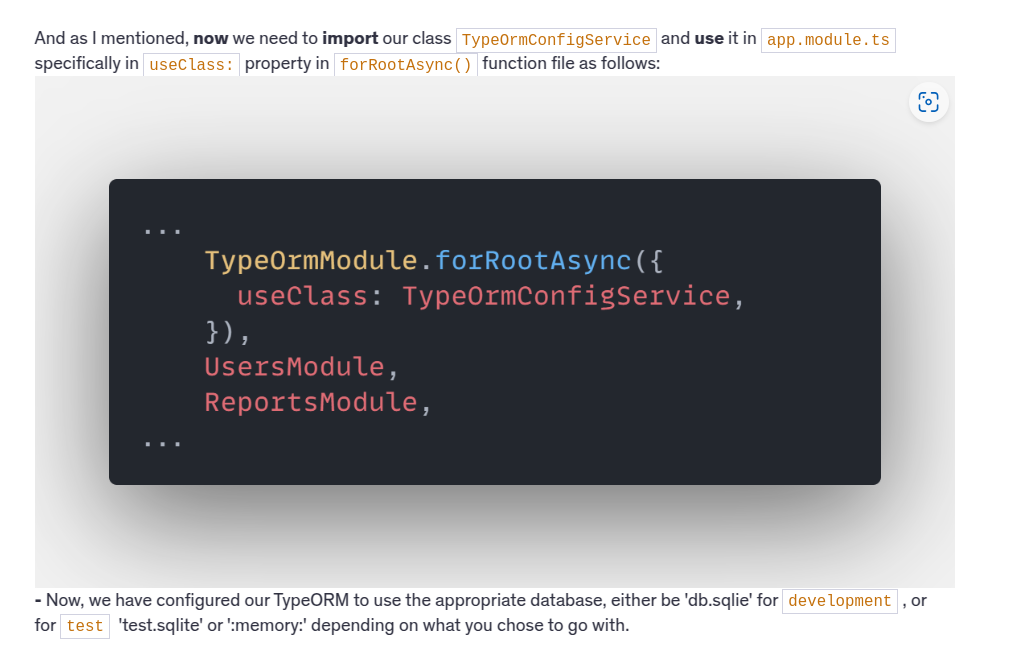 And as I mentioned, now we need to import our class TypeOrmConfigService and use it in app.module.ts
specifically in useClass: property in forRootAsync() function file as follows:
...
TypeOrmModule.forRootAsync({
useClass: TypeOrmConfigService,
}),
UsersModule,
ReportsModule,
...
- Now, we have configured our TypeORM to use the appropriate database, either be 'db.sqlie' for development , or
for test 'test.sqlite' or ':memory:' depending on what you chose to go with.